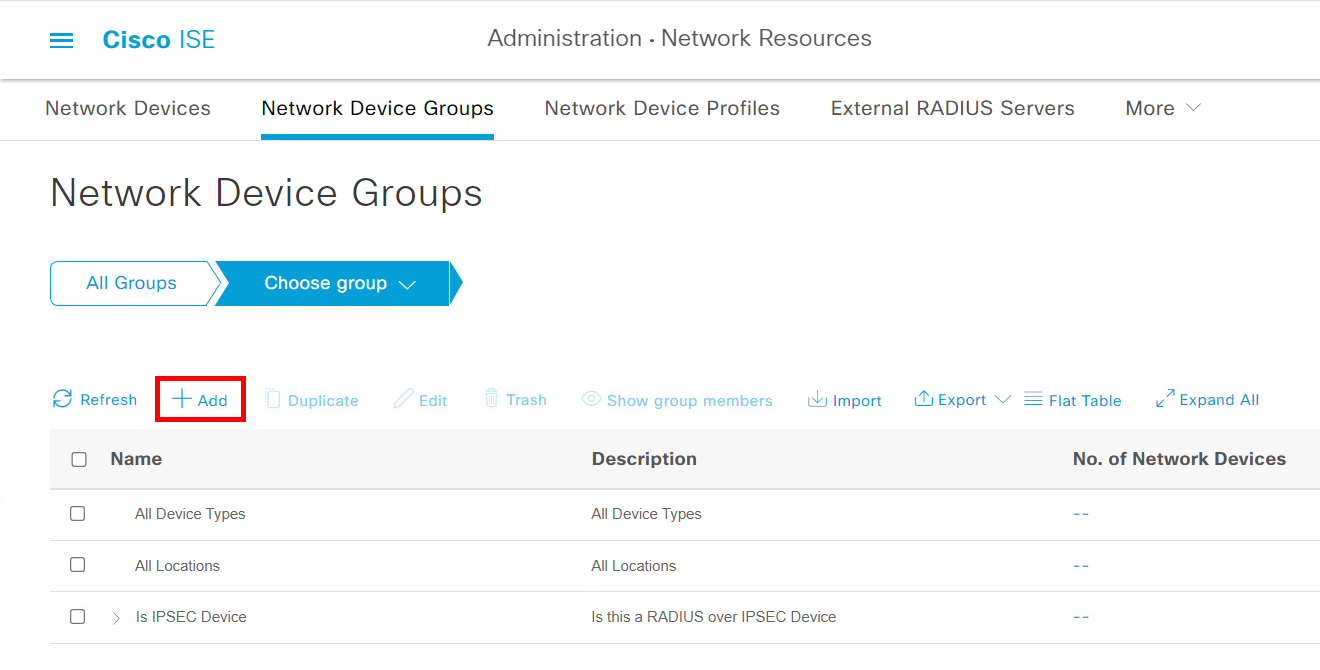 Cisco ISE
Administration · Network Resources
Network Devices Network Device Groups Network Device Profiles External RADIUS Servers More
Network Device Groups
All Groups Choose group
Refresh Add Duplicate Edit Trash Show group members Import Export Flat Table Expand All
Name Description No. of Network Devices
All Device Types All Device Types --
All Locations All Locations --
Is IPSEC Device Is this a RADIUS over IPSEC Device --